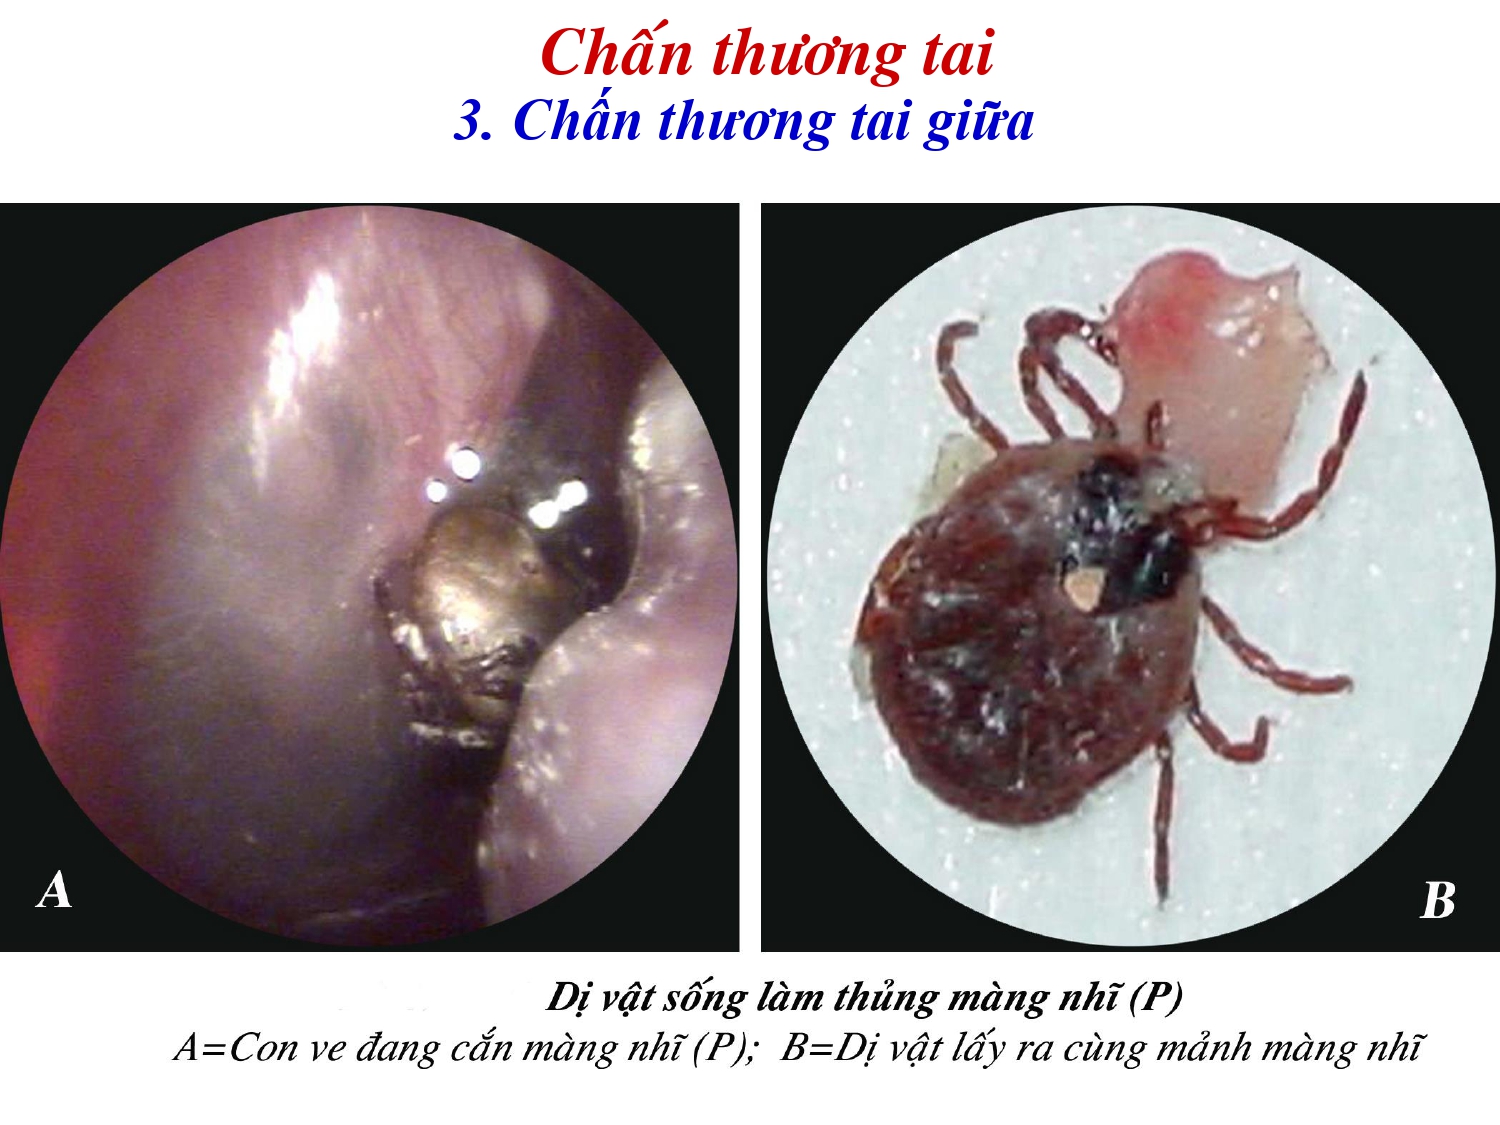 Chấn thương tai
3. Chấn thương tai giữa
A
B
Dị vật sống làm thủng màng nhĩ (P)
A=Con ve đang cắn màng nhĩ (P); B=Dị vật lấy ra cùng mảnh màng nhĩ